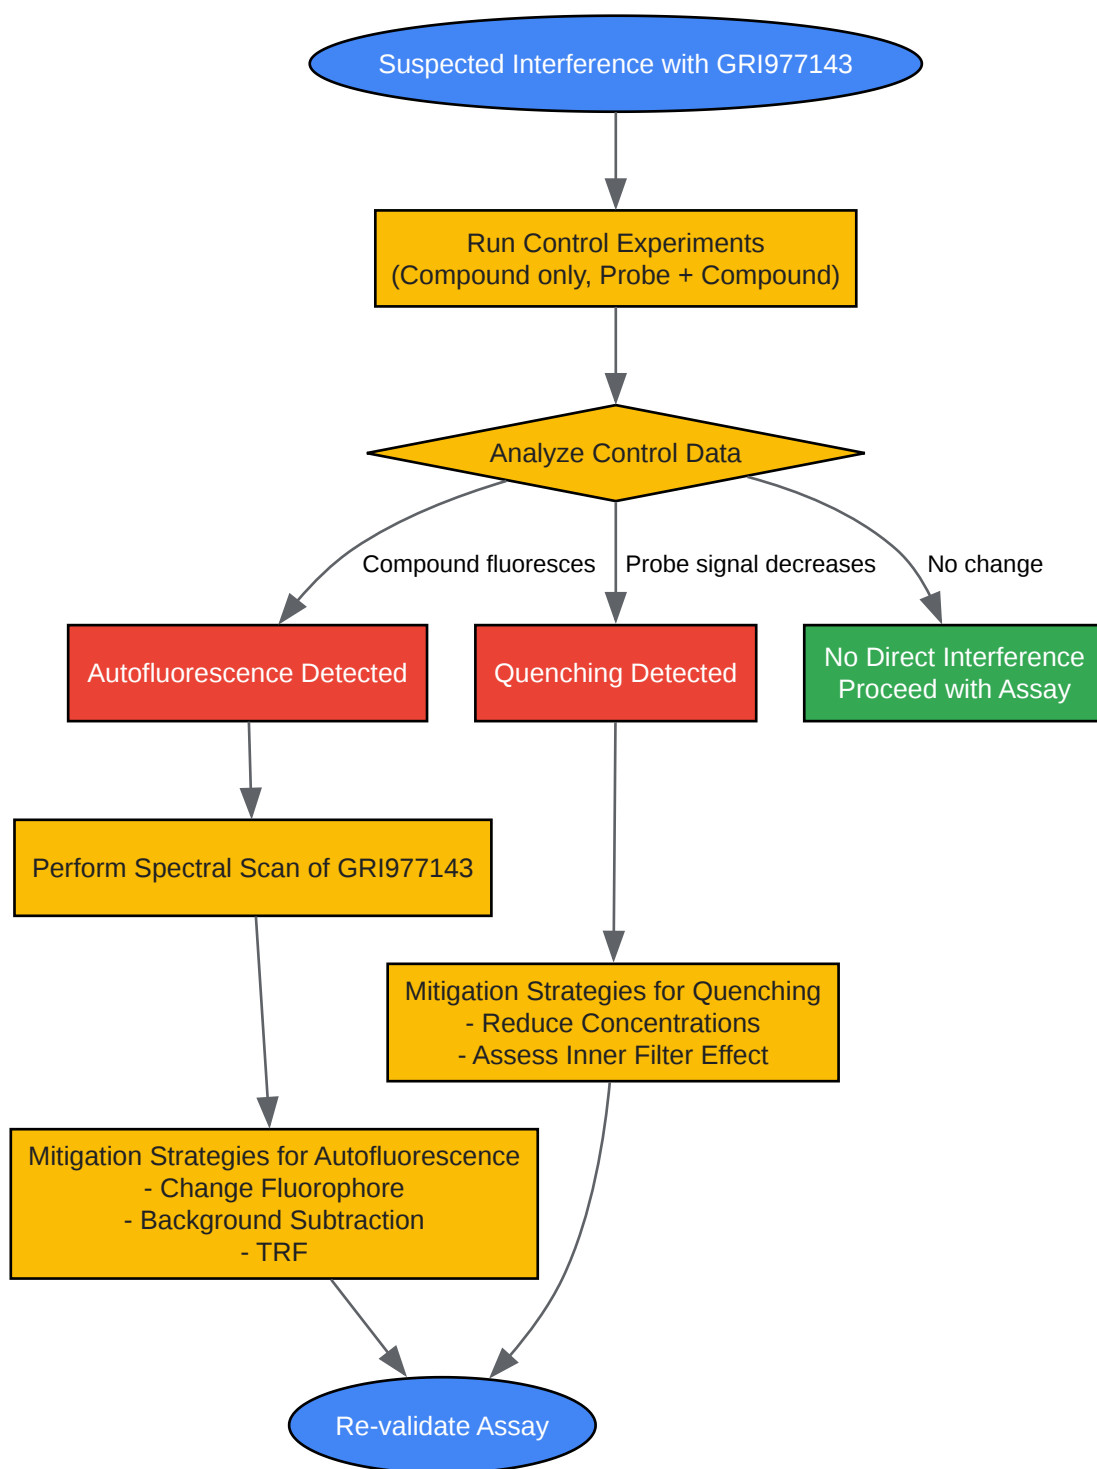 Suspected Interference with GRI977143
Run Control Experiments
(Compound only, Probe + Compound)
Analyze Control Data
Compound fluoresces
Probe signal decreases
No change
Autofluorescence Detected
Quenching Detected
No Direct Interference
Proceed with Assay
Perform Spectral Scan of GRI977143
Mitigation Strategies for Quenching
- Reduce Concentrations
- Assess Inner Filter Effect
Mitigation Strategies for Autofluorescence
- Change Fluorophore
- Background Subtraction
- TRF
Re-validate Assay